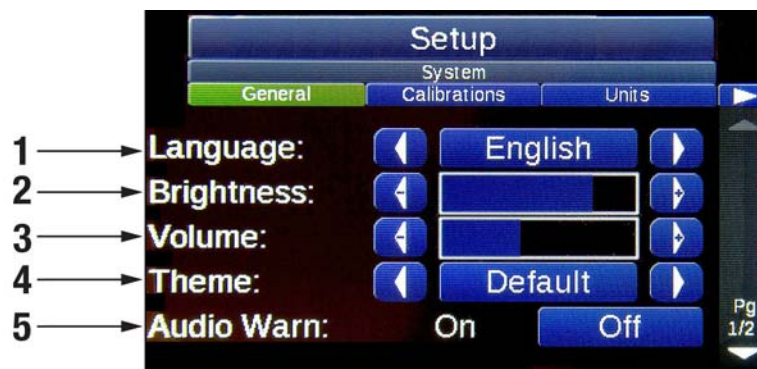 Setup
System
General Calibrations Units
1 Language: English
2 Brightness: - +
3 Volume: - +
4 Theme: Default
5 Audio Warn: On Off
Pg
1/2